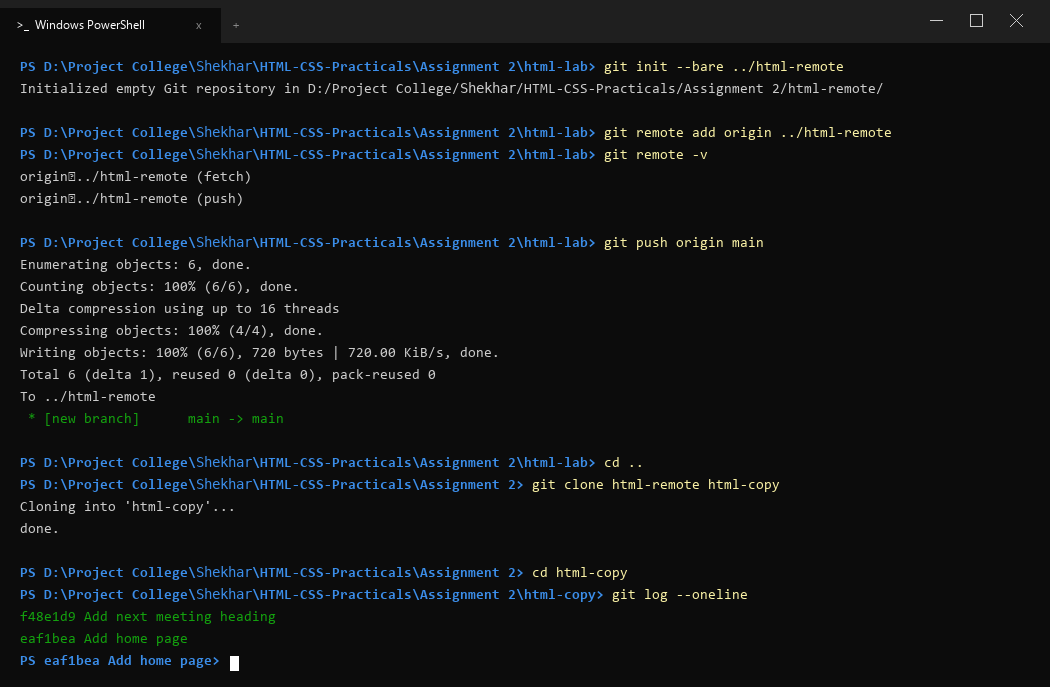 >_ Windows PowerShell x +
PS D:\Project College\Shekhar\HTML-CSS-Practicals\Assignment 2\html-lab> git init --bare ../html-remote
Initialized empty Git repository in D:/Project College/Shekhar/HTML-CSS-Practicals/Assignment 2/html-remote/
PS D:\Project College\Shekhar\HTML-CSS-Practicals\Assignment 2\html-lab> git remote add origin ../html-remote
PS D:\Project College\Shekhar\HTML-CSS-Practicals\Assignment 2\html-lab> git remote -v
origin../html-remote (fetch)
origin../html-remote (push)
PS D:\Project College\Shekhar\HTML-CSS-Practicals\Assignment 2\html-lab> git push origin main
Enumerating objects: 6, done.
Counting objects: 100% (6/6), done.
Delta compression using up to 16 threads
Compressing objects: 100% (4/4), done.
Writing objects: 100% (6/6), 720 bytes | 720.00 KiB/s, done.
Total 6 (delta 1), reused 0 (delta 0), pack-reused 0
To ../html-remote
 * [new branch]      main -> main
PS D:\Project College\Shekhar\HTML-CSS-Practicals\Assignment 2\html-lab> cd ..
PS D:\Project College\Shekhar\HTML-CSS-Practicals\Assignment 2> git clone html-remote html-copy
Cloning into 'html-copy'...
done.
PS D:\Project College\Shekhar\HTML-CSS-Practicals\Assignment 2> cd html-copy
PS D:\Project College\Shekhar\HTML-CSS-Practicals\Assignment 2\html-copy> git log --oneline
f48e1d9 Add next meeting heading
eaf1bea Add home page
PS eaf1bea Add home page>